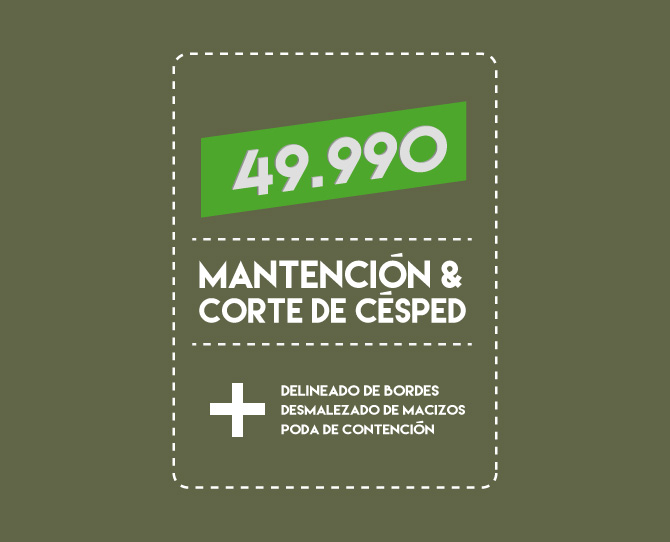 49.990
MANTENCIÓN &
CORTE DE CÉSPED
DELINEADO DE BORDES
DESMALEZADO DE MACIZOS
PODA DE CONTENCIÓN